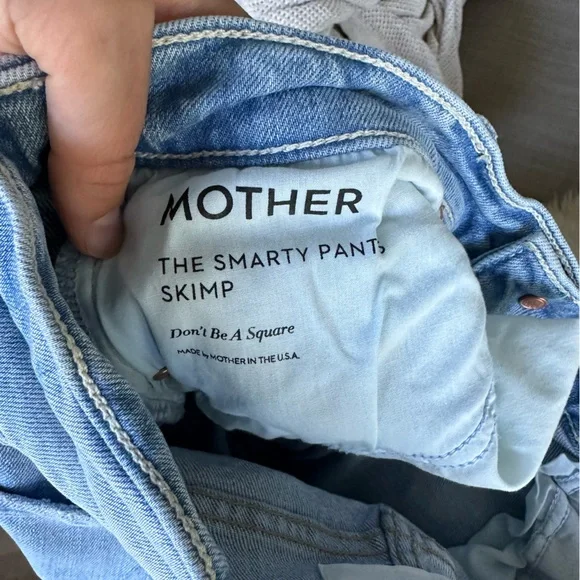 MOTHER
THE SMARTY PANTS
SKIMP
Don't Be A Square
MADE by MOTHER IN THE U.S.A.